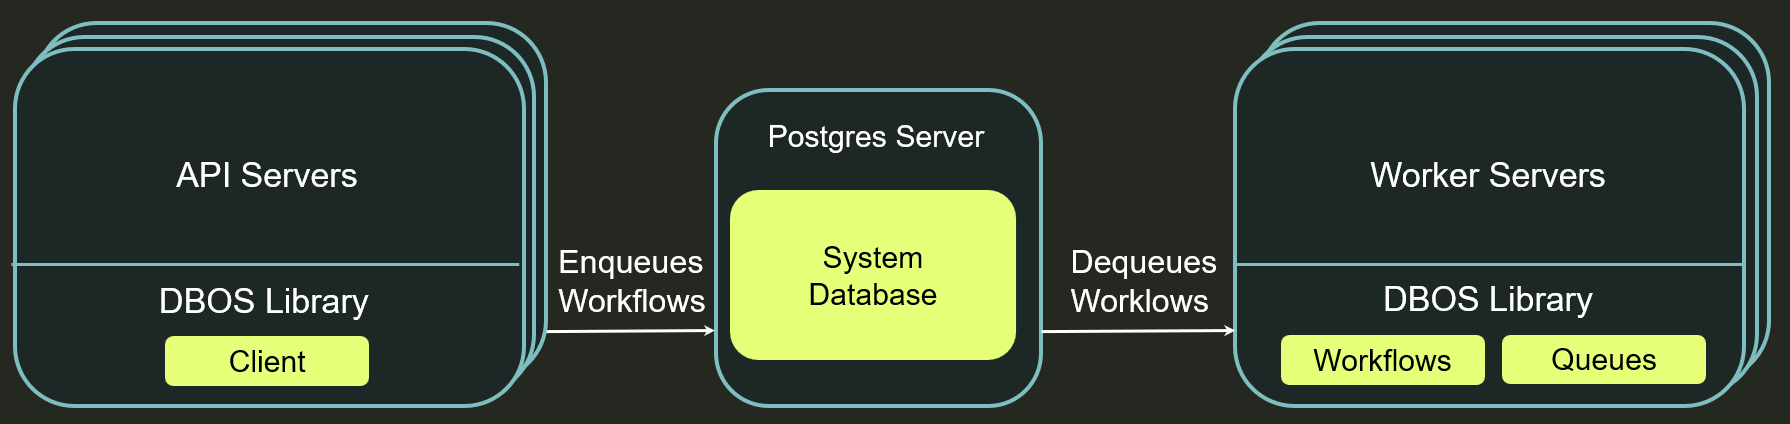 API Servers
DBOS Library
Client
Enqueues
Workflows
Postgres Server
System
Database
Dequeues
Worklows
Worker Servers
DBOS Library
Workflows
Queues